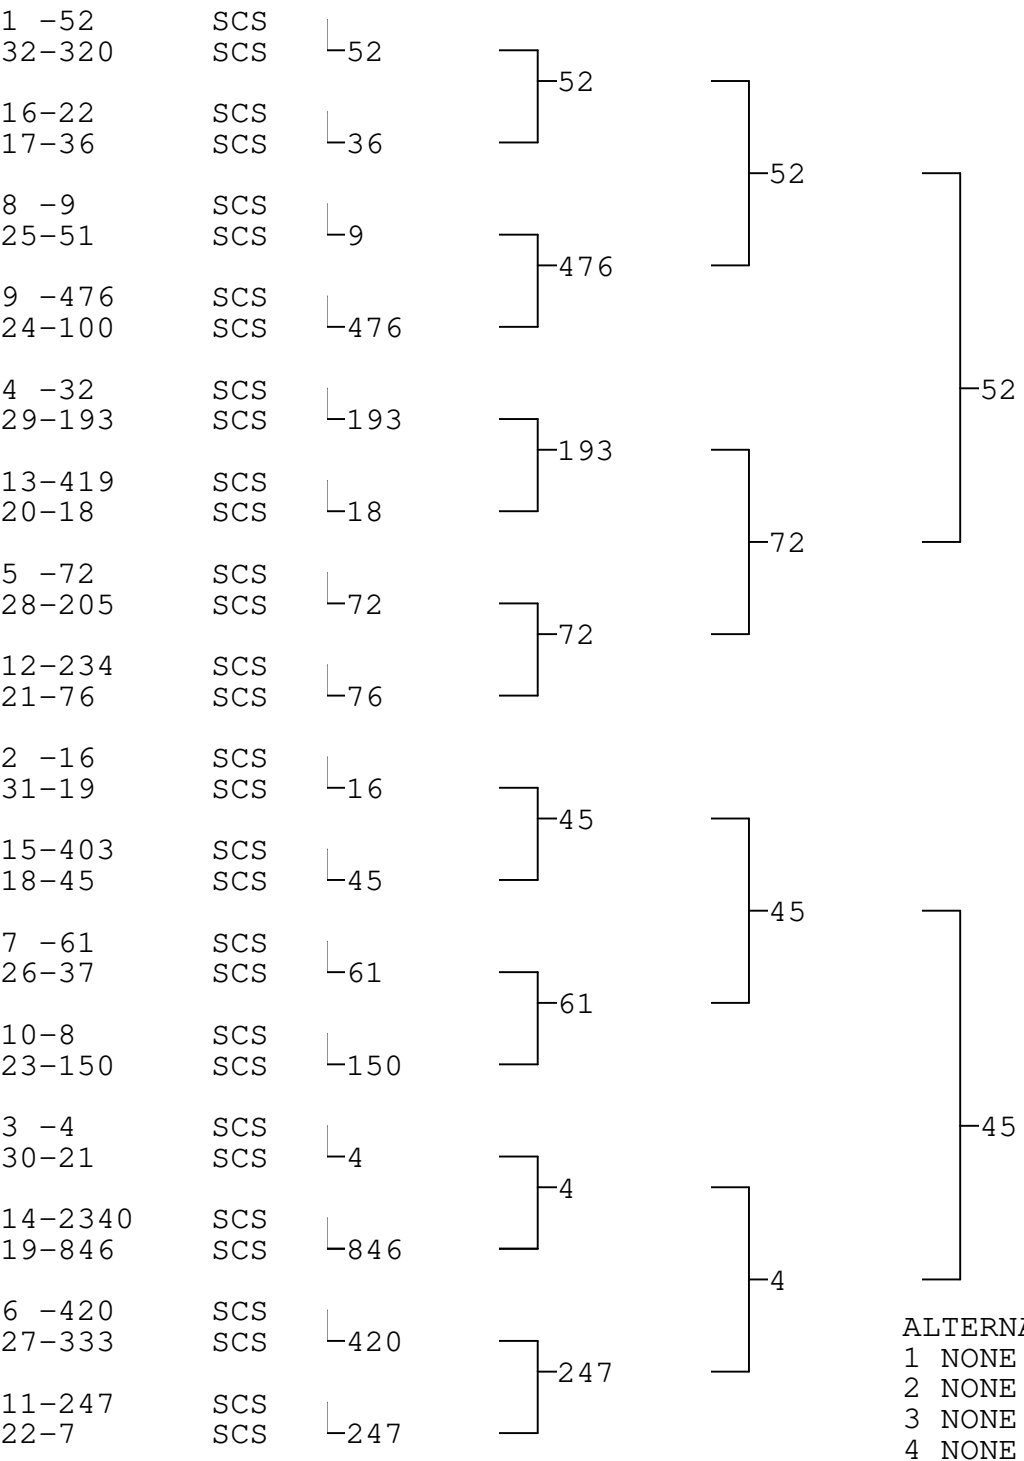 1 -52 SCS
32-320 SCS 52
52
16-22 SCS
17-36 SCS 36
52
8 -9 SCS
25-51 SCS 9
476
9 -476 SCS
24-100 SCS 476
52
4 -32 SCS
29-193 SCS 193
193
13-419 SCS
20-18 SCS 18
72
5 -72 SCS
28-205 SCS 72
72
12-234 SCS
21-76 SCS 76
2 -16 SCS
31-19 SCS 16
45
15-403 SCS
18-45 SCS 45
45
7 -61 SCS
26-37 SCS 61
61
10-8 SCS
23-150 SCS 150
45
3 -4 SCS
30-21 SCS 4
4
14-2340 SCS
19-846 SCS 846
4
6 -420 SCS
27-333 SCS 420
247
11-247 SCS
22-7 SCS 247
1 NONE
2 NONE
3 NONE
4 NONE